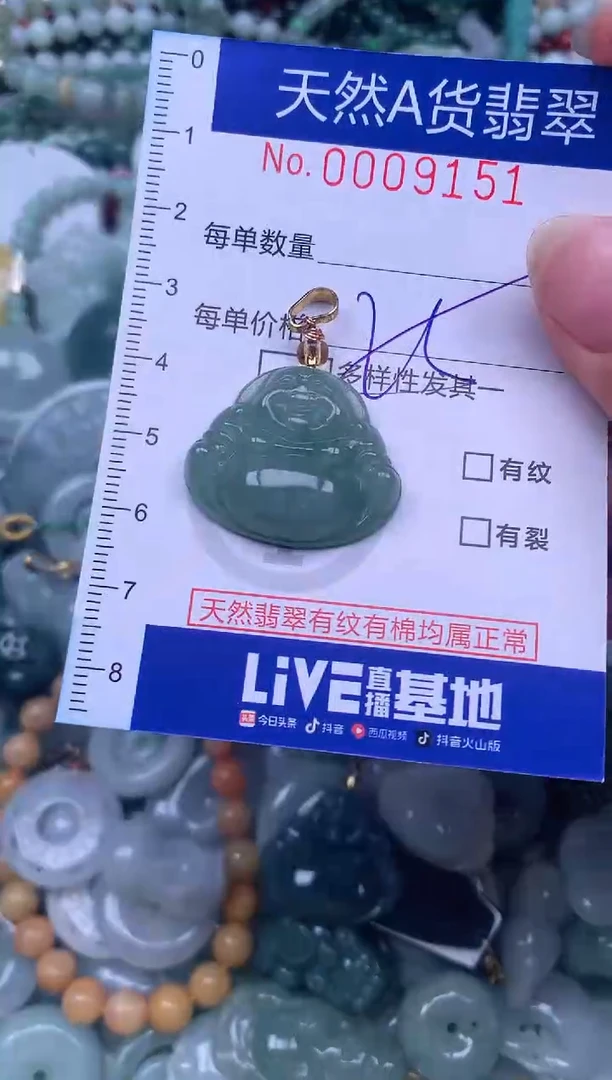 0
天然A货翡翠
1
No. 0009151
2
每单数量
3
每单价格
4
多样性发其一
5
有纹
6
有裂
7
天然翡翠有纹有棉均属正常
8
LiVE直播基地
今日头条 抖音 西瓜视频 抖音火山版